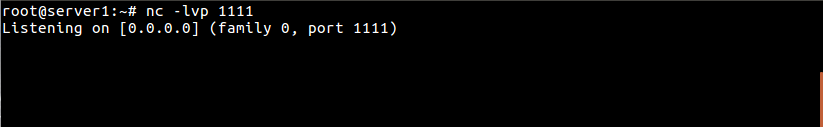 root@server1:~# nc -lvp 1111
Listening on [0.0.0.0] (family 0, port 1111)